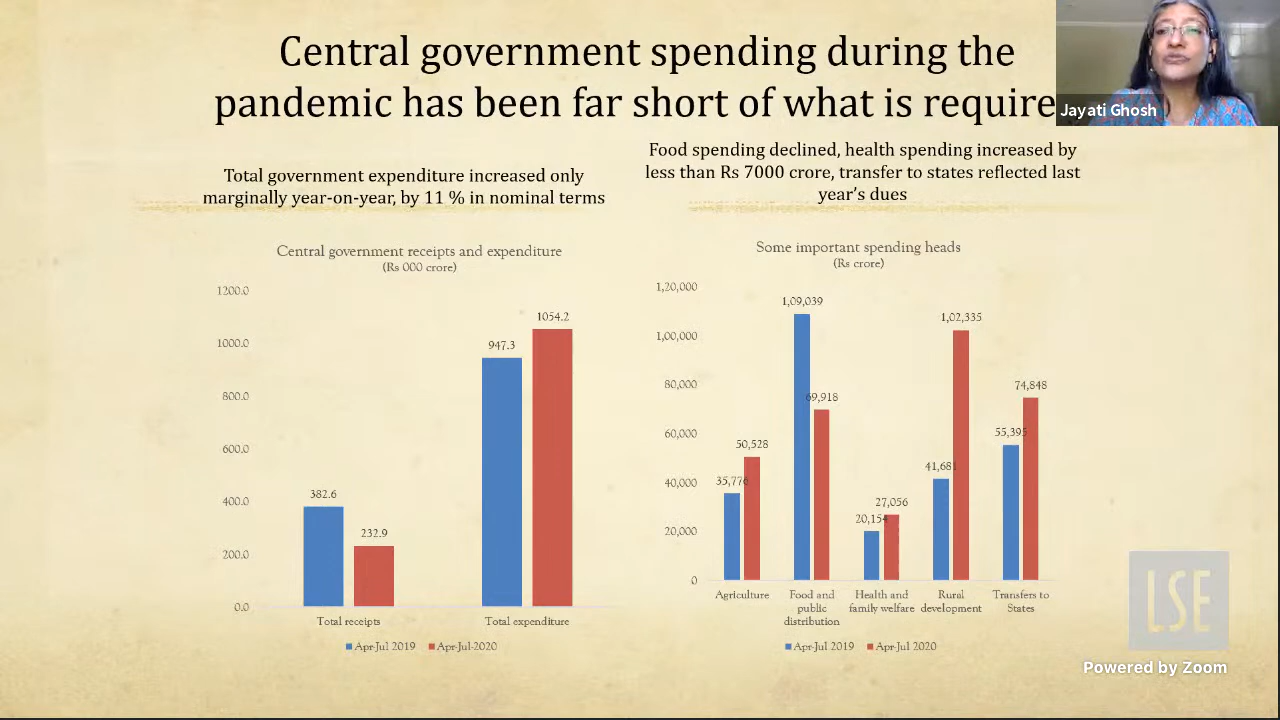 Central government spending during the
pandemic has been far short of what is require
Jayati Ghosh
Total government expenditure increased only
marginally year-on-year, by 11 % in nominal terms
Food spending declined, health spending increased by
less than Rs 7000 crore, transfer to states reflected last
year’s dues
Central government receipts and expenditure
(Rs 000 crore)
1200.0
1000.0
800.0
600.0
400.0
200.0
0.0
382.6
232.9
947.3
1054.2
Total receipts
Total expenditure
Apr-Jul 2019
Apr-Jul-2020
Some important spending heads
(Rs crore)
1,20,000
1,00,000
80,000
60,000
40,000
20,000
0
35,776
50,528
1,09,039
69,918
20,154
27,056
41,681
1,02,335
55,395
74,848
Agriculture
Food and
public
distribution
Health and
family welfare
Rural
development
Transfers to
States
Apr-Jul 2019
Apr-Jul 2020
LSE
Powered by Zoom